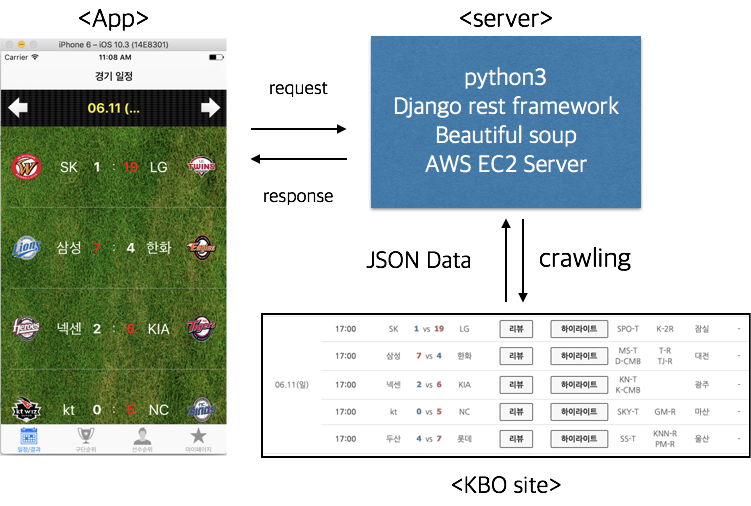 <App>
<server>
iPhone 6 – iOS 10.3 (14E8301)
Carrier
11:08 AM
경기 일정
06.11 (...
SK 1 : 19 LG
TWINS
Lions 삼성 7 : 4 한화 Eagles
Heroes 넥센 2 : 6 KIA Tigers
kt wiz kt 0 : 5 NC
일정/결과 구단순위 선수순위 마이페이지
request
response
python3
Django rest framework
Beautiful soup
AWS EC2 Server
JSON Data
crawling
17:00 SK 1 vs 19 LG 리뷰 하이라이트 SPO-T K-2R 잠실 -
17:00 삼성 7 vs 4 한화 리뷰 하이라이트 MS-T D-CMB T-R TJ-R 대전 -
06.11(일) 17:00 넥센 2 vs 6 KIA 리뷰 하이라이트 KN-T K-CMB 광주 -
17:00 kt 0 vs 5 NC 리뷰 하이라이트 SKY-T GM-R 마산 -
17:00 두산 4 vs 7 롯데 리뷰 하이라이트 SS-T KNN-R PM-R 울산 -
<KBO site>